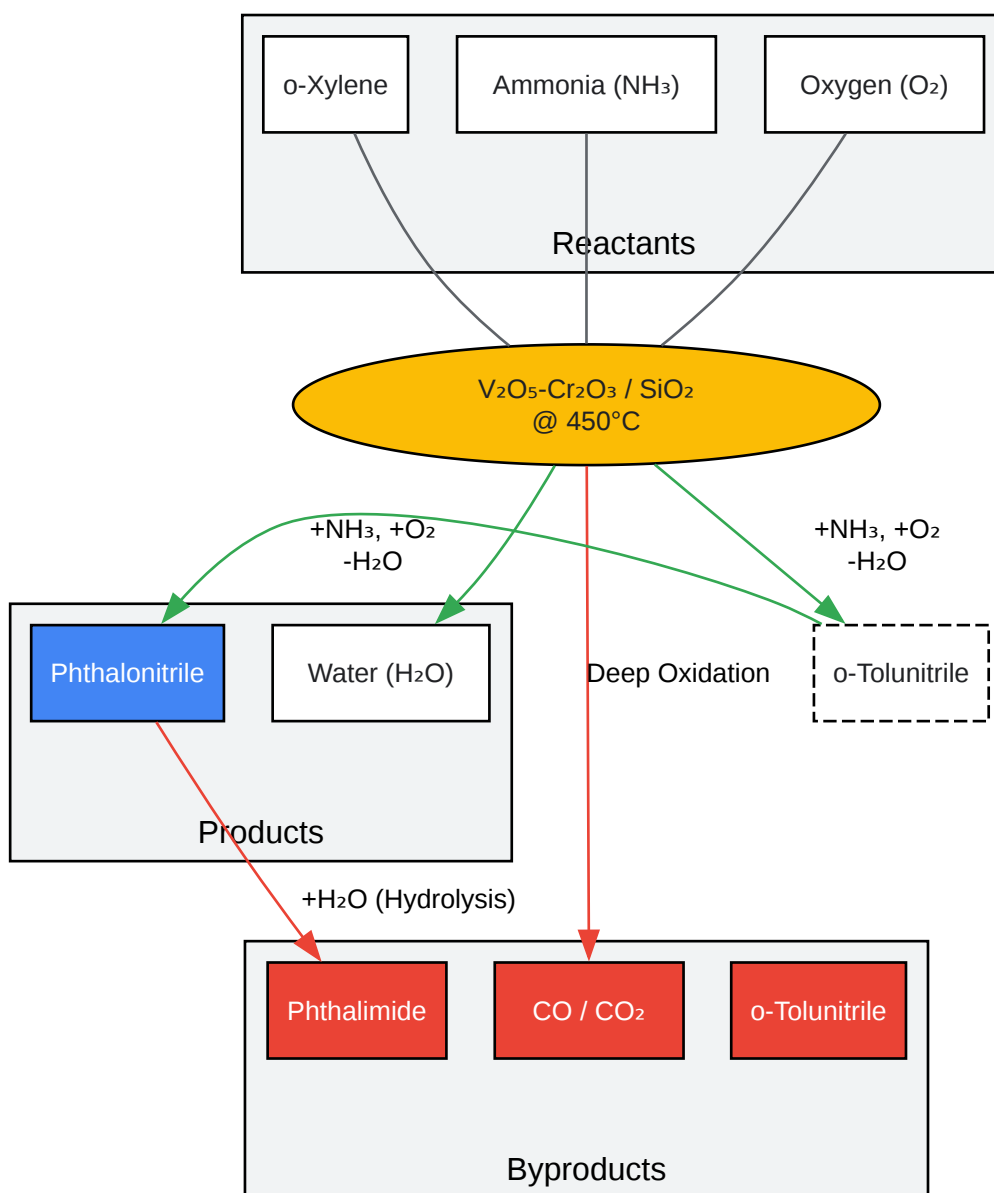 o-Xylene
Ammonia (NH₃)
Oxygen (O₂)
Reactants
V₂O₅-Cr₂O₃ / SiO₂
@ 450°C
+NH₃, +O₂
-H₂O
+NH₃, +O₂
-H₂O
Phthalonitrile
Water (H₂O)
Deep Oxidation
o-Tolunitrile
Products
+H₂O (Hydrolysis)
Phthalimide
CO / CO₂
o-Tolunitrile
Byproducts